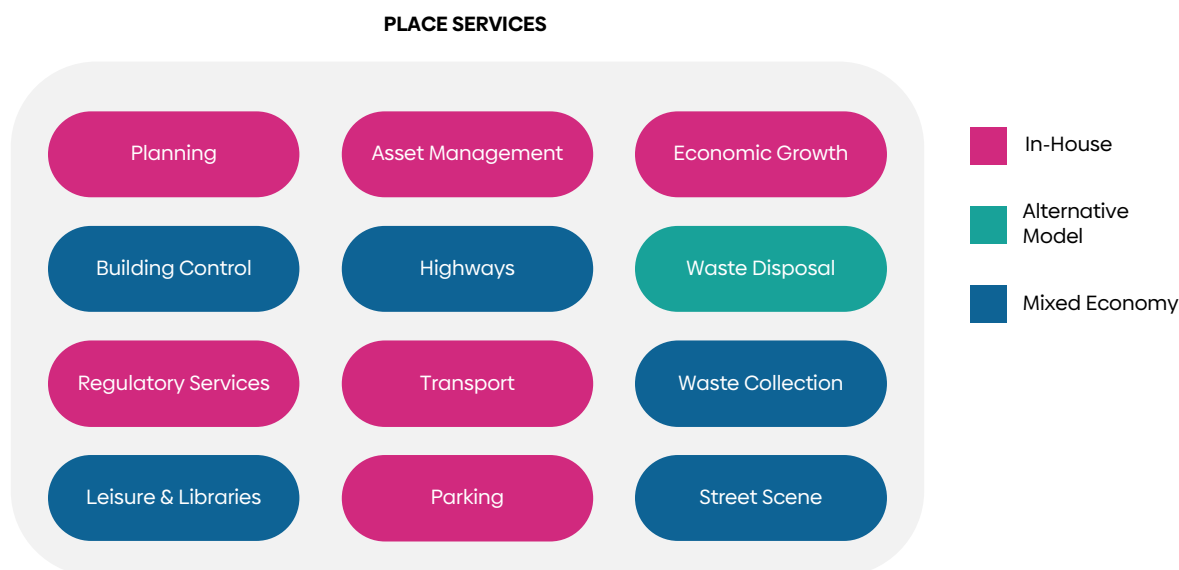 PLACE SERVICES
Planning
Asset Management
Economic Growth
Building Control
Highways
Waste Disposal
Regulatory Services
Transport
Waste Collection
Leisure & Libraries
Parking
Street Scene
In-House
Alternative
Model
Mixed Economy